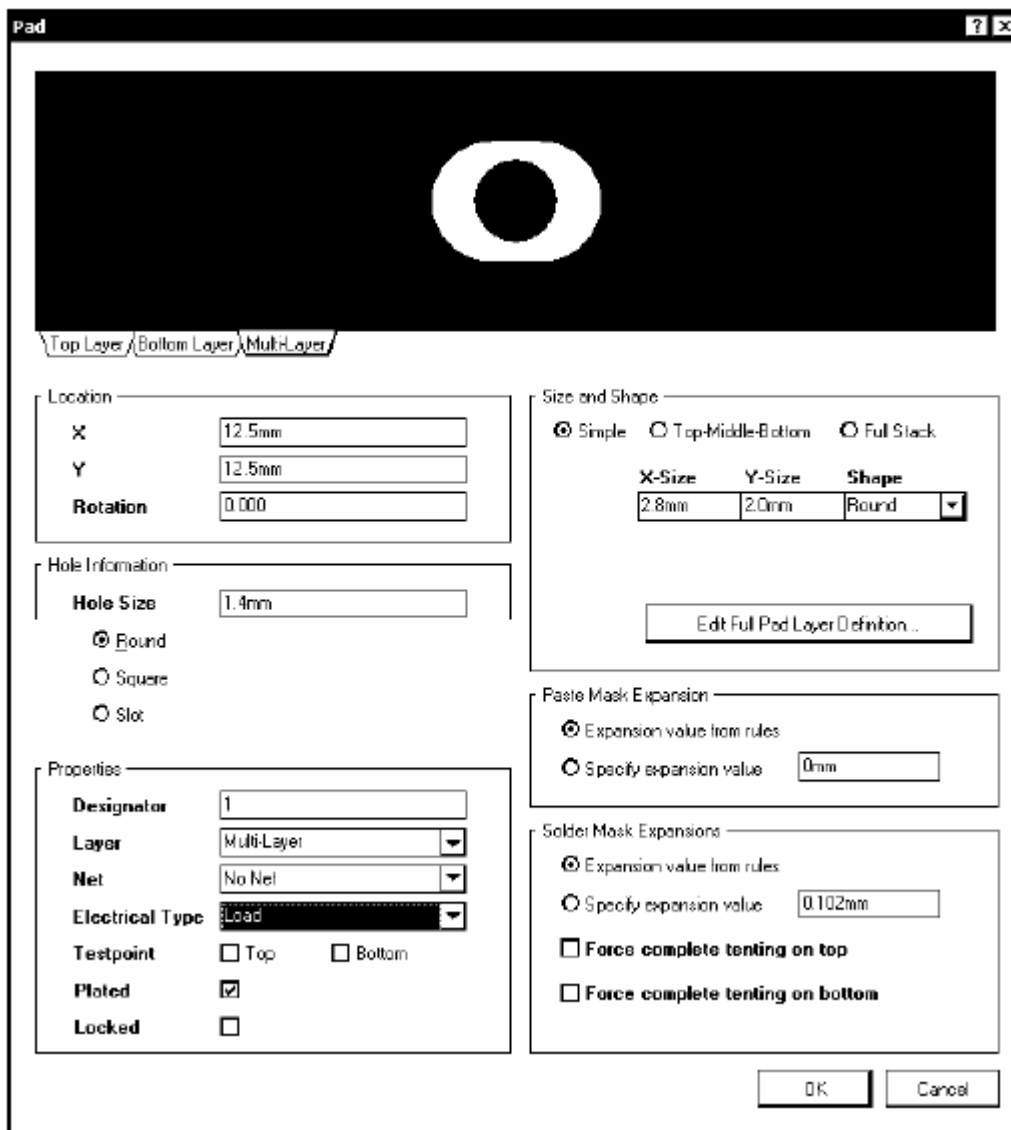 Pad
Top Layer Bottom Layer Multi-Layer
Location
X 12.5mm
Y 12.5mm
Rotation 0.000
Hole Information
Hole Size 1.4mm
Round
Square
Slot
Properties
Designator 1
Layer Multi-Layer
Net No Net
Electrical Type Load
Testpoint Top Bottom
Plated
Locked
Size and Shape
Simple Top-Middle-Bottom Full Stack
X-Size Y-Size Shape
2.8mm 2.0mm Round
Edit Full Pad Layer Definition...
Paste Mask Expansion
Expansion value from rules
Specify expansion value 0mm
Solder Mask Expansions
Expansion value from rules
Specify expansion value 0.102mm
Force complete tenting on top
Force complete tenting on bottom
OK Cancel